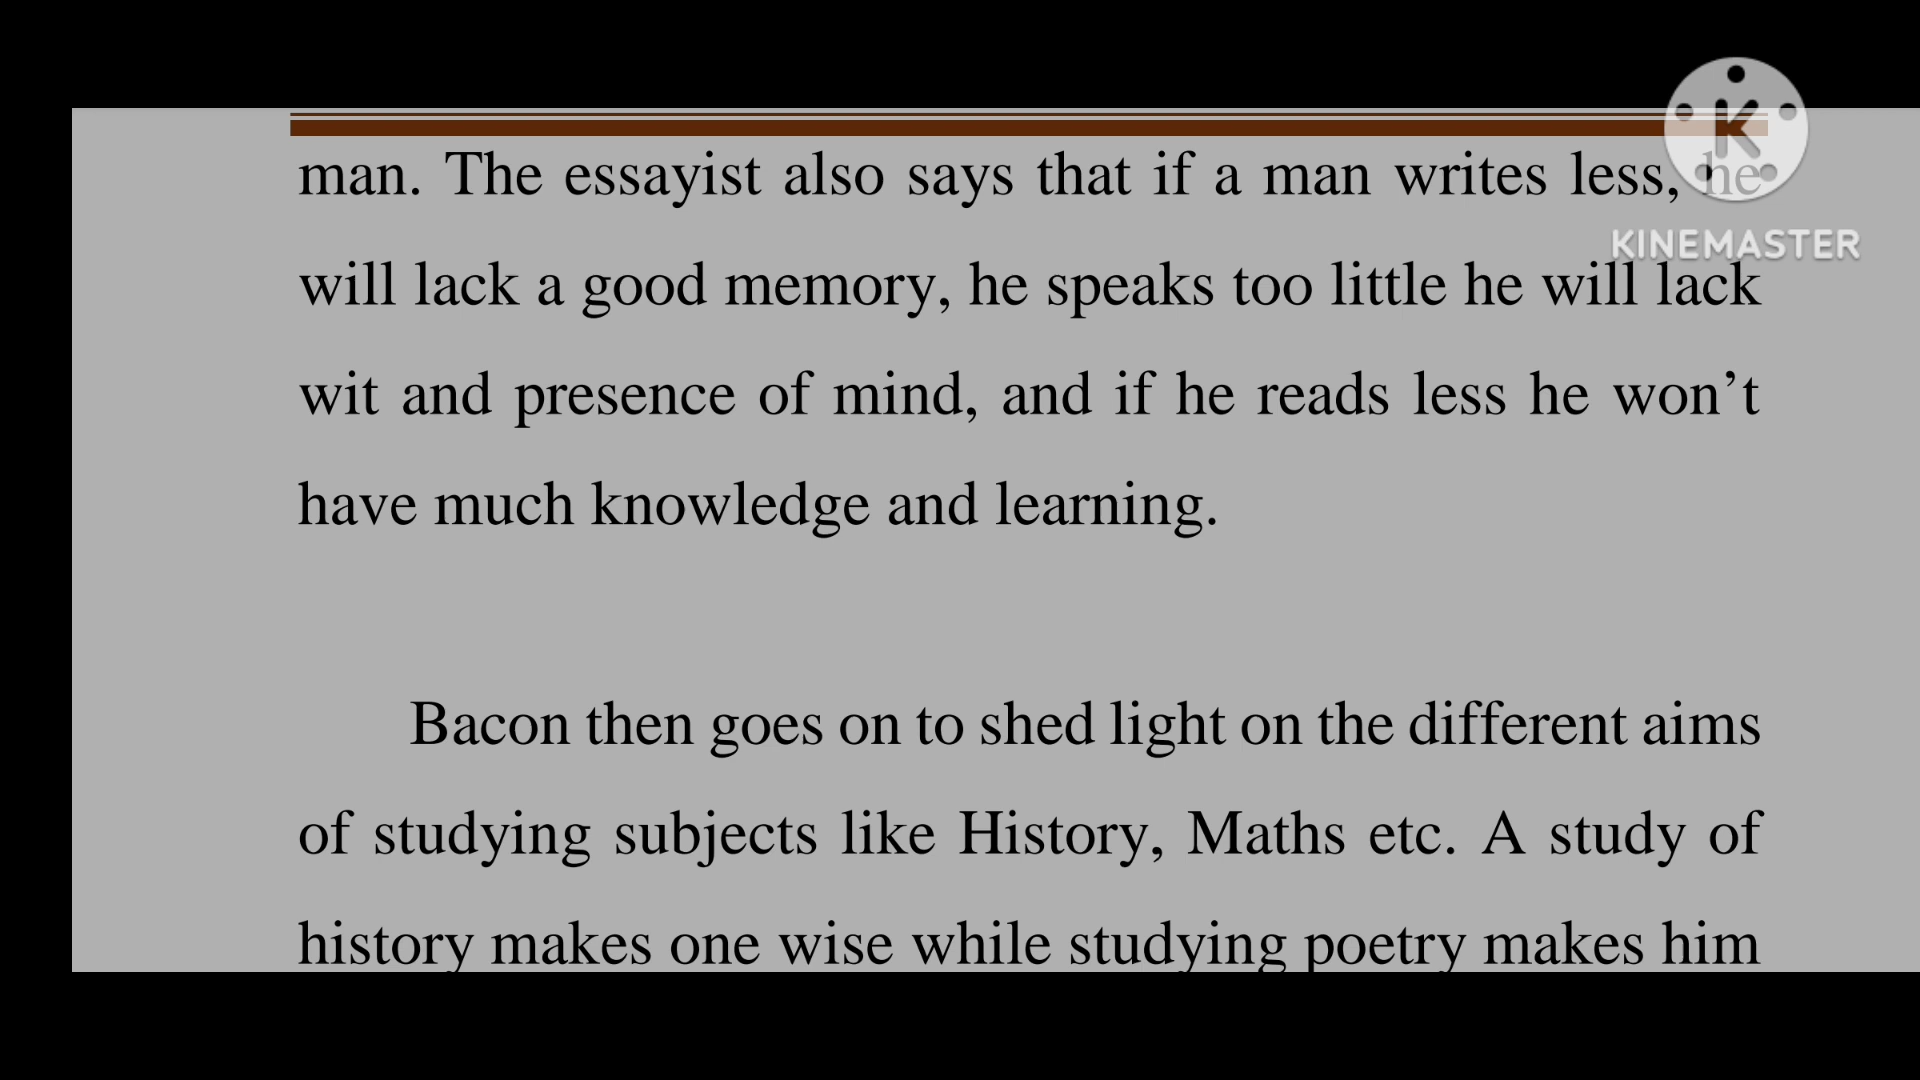 man. The essayist also says that if a man writes less, he
KINEMASTER
will lack a good memory, he speaks too little he will lack
wit and presence of mind, and if he reads less he won’t
have much knowledge and learning.
Bacon then goes on to shed light on the different aims
of studying subjects like History, Maths etc. A study of
history makes one wise while studying poetry makes him